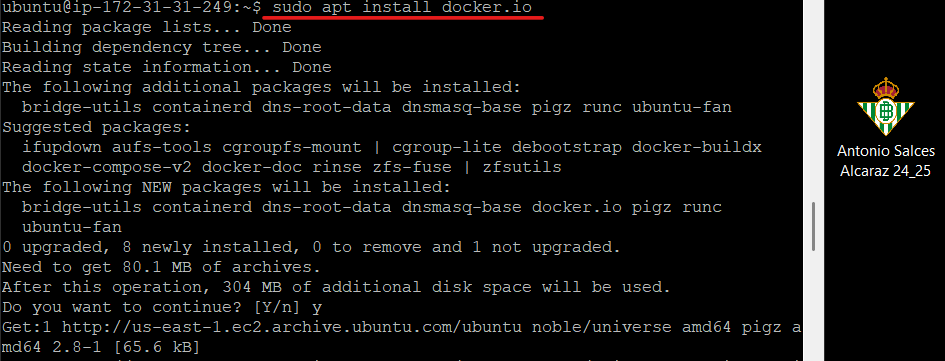 ubuntu@ip-172-31-31-249:~$ sudo apt install docker.io
Reading package lists... Done
Building dependency tree... Done
Reading state information... Done
The following additional packages will be installed:
  bridge-utils containerd dns-root-data dnsmasq-base pigz runc ubuntu-fan
Suggested packages:
  ifupdown aufs-tools cgroupfs-mount | cgroup-lite debootstrap docker-buildx
  docker-compose-v2 docker-doc rinse zfs-fuse | zfsutils
The following NEW packages will be installed:
  bridge-utils containerd dns-root-data dnsmasq-base docker.io pigz runc
  ubuntu-fan
0 upgraded, 8 newly installed, 0 to remove and 1 not upgraded.
Need to get 80.1 MB of archives.
After this operation, 304 MB of additional disk space will be used.
Do you want to continue? [Y/n] y
Get:1 http://us-east-1.ec2.archive.ubuntu.com/ubuntu noble/universe amd64 pigz a
md64 2.8-1 [65.6 kB]
Antonio Salces
Alcaraz 24_25